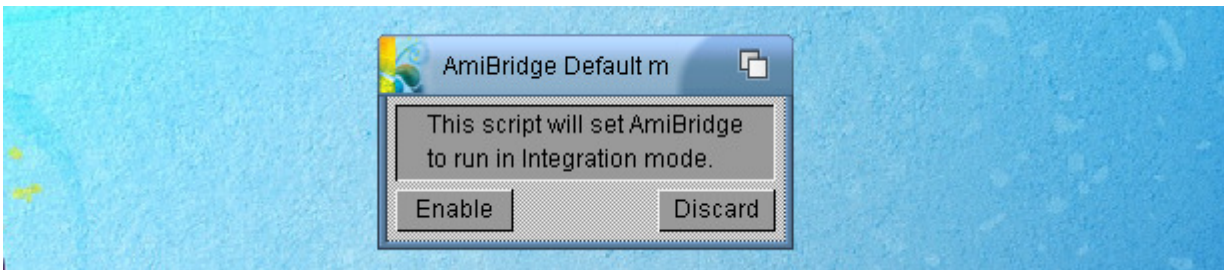 AmiBridge Default m
This script will set AmiBridge
to run in Integration mode.
Enable
Discard